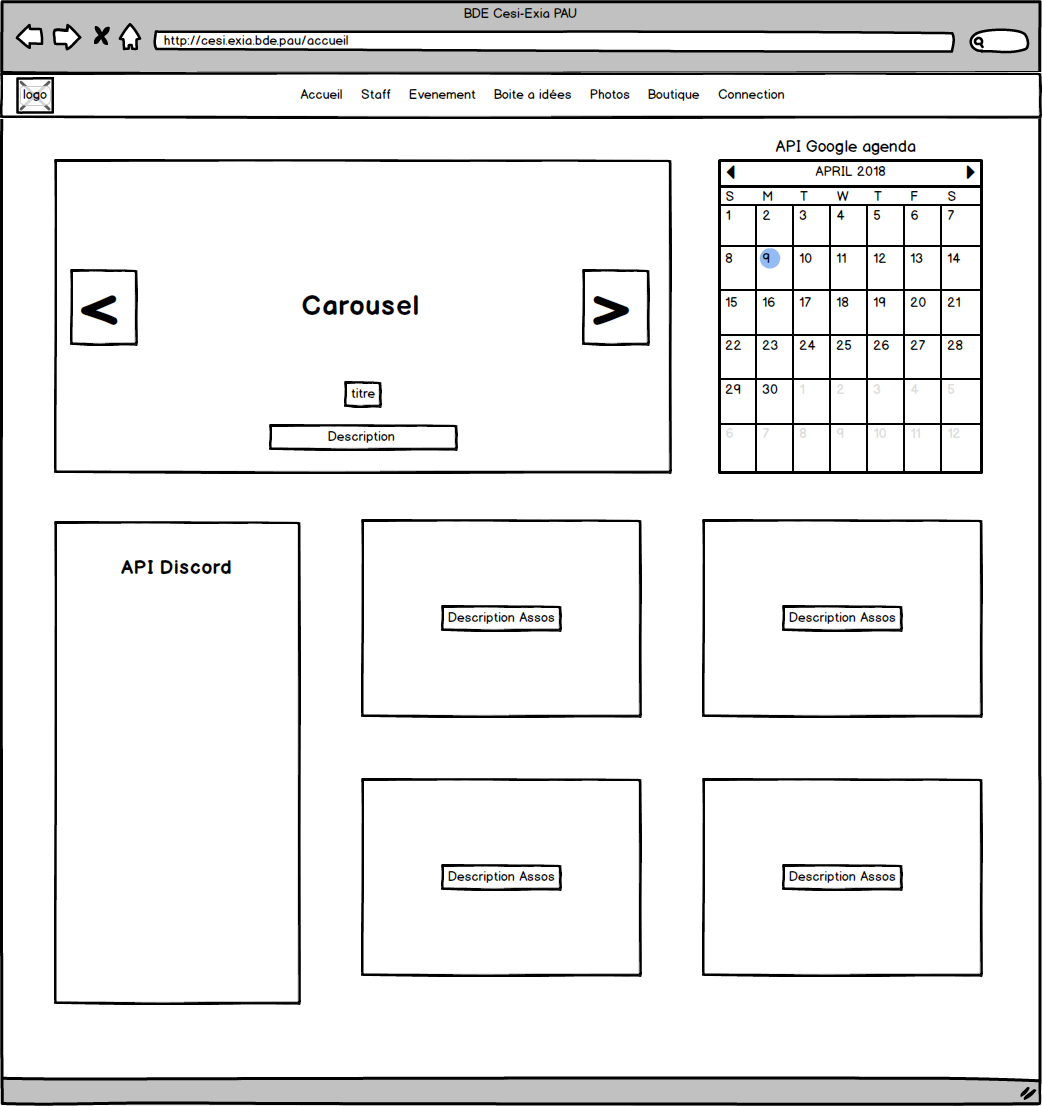 BDE Cesi-Exia PAU
http://cesi.exia.bde.pau/accueil
logo Accueil Staff Evenement Boite a idées Photos Boutique Connection
API Google agenda
APRIL 2018
S M T W T F S
1 2 3 4 5 6 7
8 9 10 11 12 13 14
15 16 17 18 19 20 21
22 23 24 25 26 27 28
29 30 1 2 3 4 5
6 7 8 9 10 11 12
< Carousel >
titre
Description
API Discord
Description Assos
Description Assos
Description Assos
Description Assos